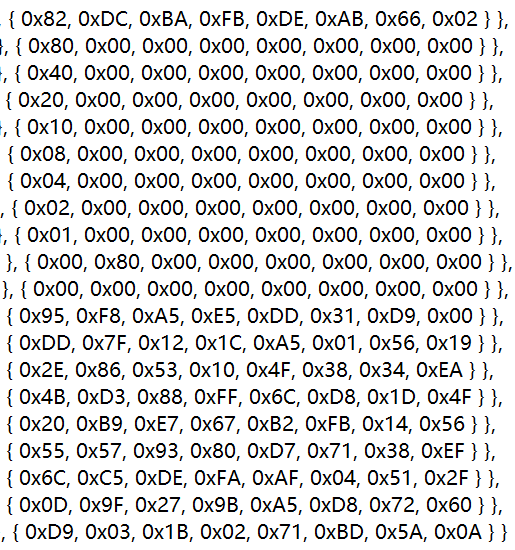 , { 0x82, 0xDC, 0xBA, 0xFB, 0xDE, 0xAB, 0x66, 0x02 } },
}, { 0x80, 0x00, 0x00, 0x00, 0x00, 0x00, 0x00, 0x00 } },
}, { 0x40, 0x00, 0x00, 0x00, 0x00, 0x00, 0x00, 0x00 } },
{ 0x20, 0x00, 0x00, 0x00, 0x00, 0x00, 0x00, 0x00 } },
}, { 0x10, 0x00, 0x00, 0x00, 0x00, 0x00, 0x00, 0x00 } },
{ 0x08, 0x00, 0x00, 0x00, 0x00, 0x00, 0x00, 0x00 } },
{ 0x04, 0x00, 0x00, 0x00, 0x00, 0x00, 0x00, 0x00 } },
, { 0x02, 0x00, 0x00, 0x00, 0x00, 0x00, 0x00, 0x00 } },
}, { 0x01, 0x00, 0x00, 0x00, 0x00, 0x00, 0x00, 0x00 } },
}, { 0x00, 0x80, 0x00, 0x00, 0x00, 0x00, 0x00, 0x00 } },
}, { 0x00, 0x00, 0x00, 0x00, 0x00, 0x00, 0x00, 0x00 } },
{ 0x95, 0xF8, 0xA5, 0xE5, 0xDD, 0x31, 0xD9, 0x00 } },
{ 0xDD, 0x7F, 0x12, 0x1C, 0xA5, 0x01, 0x56, 0x19 } },
{ 0x2E, 0x86, 0x53, 0x10, 0x4F, 0x38, 0x34, 0xEA } },
{ 0x4B, 0xD3, 0x88, 0xFF, 0x6C, 0xD8, 0x1D, 0x4F } },
{ 0x20, 0xB9, 0xE7, 0x67, 0xB2, 0xFB, 0x14, 0x56 } },
{ 0x55, 0x57, 0x93, 0x80, 0xD7, 0x71, 0x38, 0xEF } },
{ 0x6C, 0xC5, 0xDE, 0xFA, 0xAF, 0x04, 0x51, 0x2F } },
{ 0x0D, 0x9F, 0x27, 0x9B, 0xA5, 0xD8, 0x72, 0x60 } },
, { 0xD9, 0x03, 0x1B, 0x02, 0x71, 0xBD, 0x5A, 0x0A } }